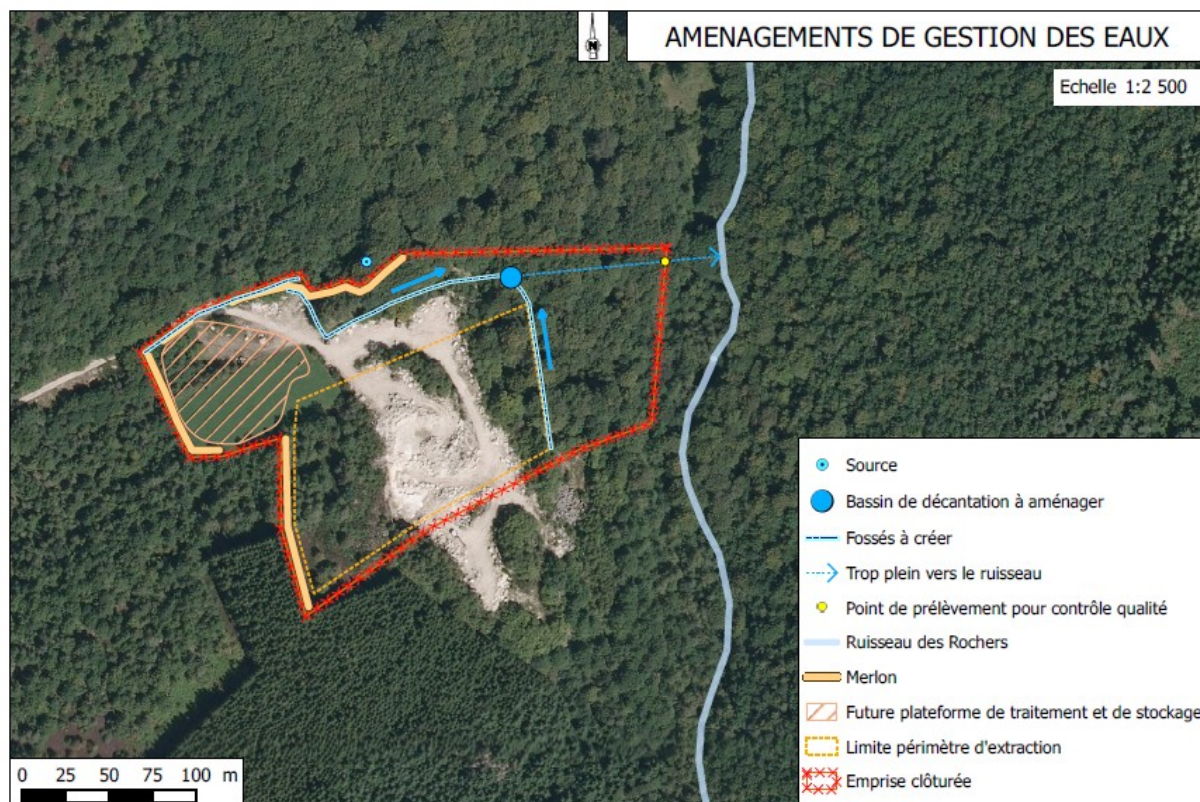 N
AMENAGEMENTS DE GESTION DES EAUX
Echelle 1:2 500
Source
Bassin de décantation à aménager
Fossés à créer
Trop plein vers le ruisseau
Point de prélèvement pour contrôle qualité
Ruisseau des Rochers
Merlon
Future plateforme de traitement et de stockage
Limite périmètre d'extraction
Emprise clôturée
0 25 50 75 100 m